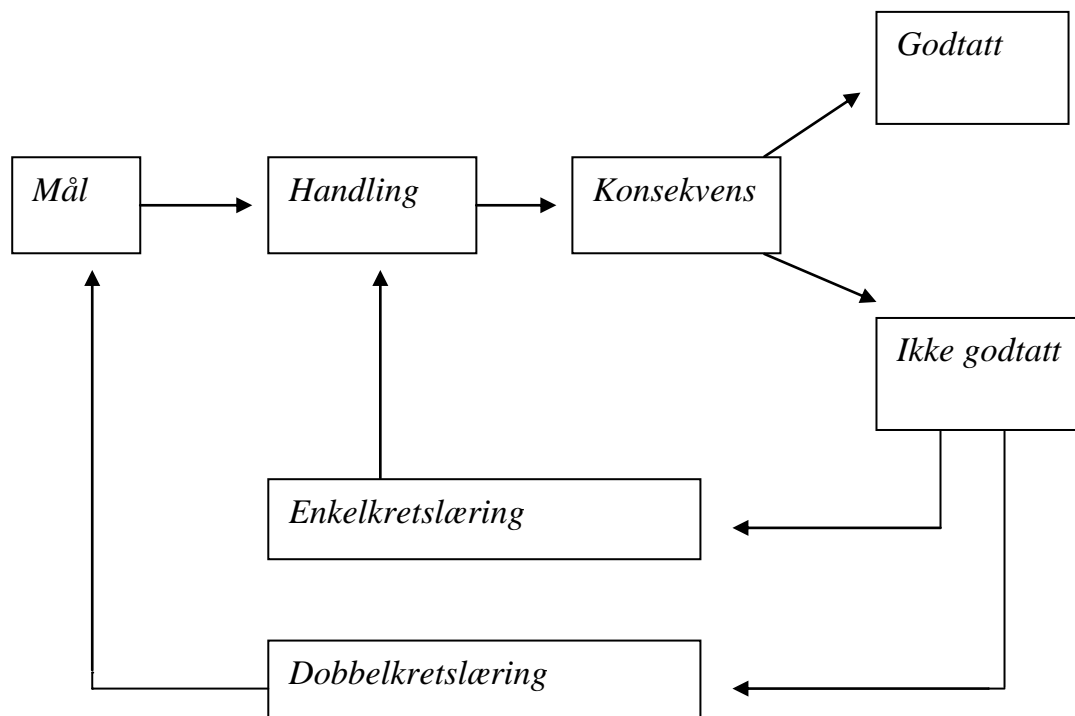 Godtatt
Mål
Handling
Konsekvens
Ikke godtatt
Enkelkretslæring
Dobbelkretslæring